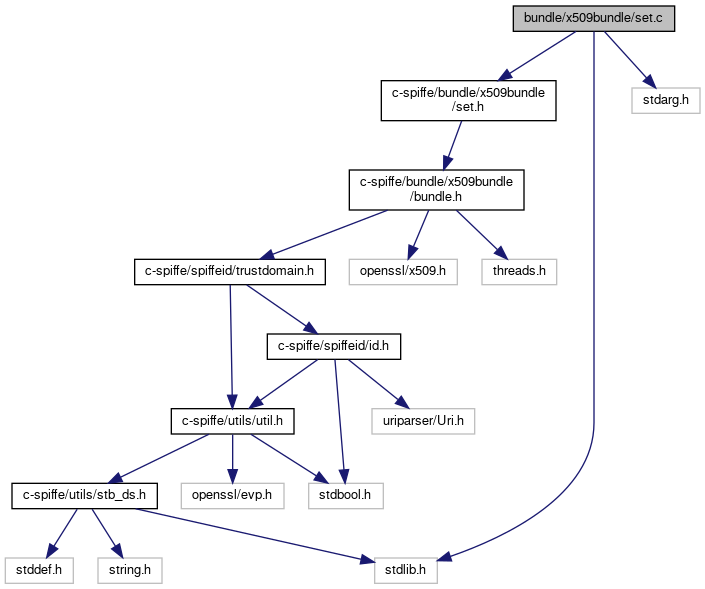 bundle/x509bundle/set.c
c-spiffe/bundle/x509bundle
/set.h
stdarg.h
c-spiffe/bundle/x509bundle
/bundle.h
c-spiffe/spiffeid/trustdomain.h
openssl/x509.h
threads.h
c-spiffe/spiffeid/id.h
c-spiffe/utils/util.h
uriparser/Uri.h
c-spiffe/utils/stb_ds.h
openssl/evp.h
stdbool.h
stddef.h
string.h
stdlib.h